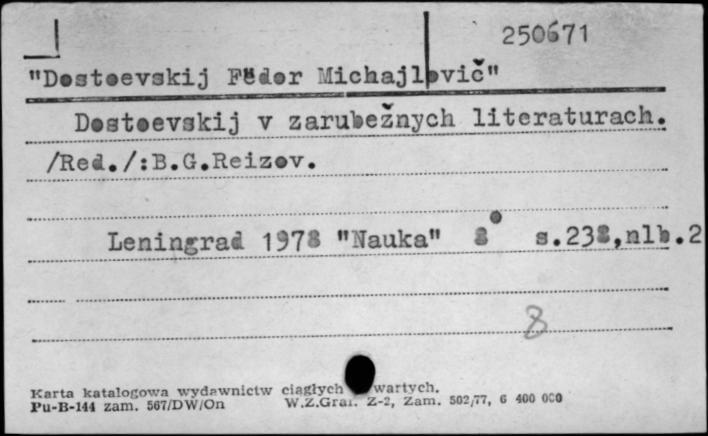 250671
"Dostoevskij Fëdor Michajlovič"
Dostoevskij v zarubežnych literaturach.
/Red./:B.G.Reizov.
Leningrad 1978 "Nauka" 8° s.238,nlb.2
8
Karta katalogowa wydawnictw ciągłych wartych.
Pu-B-144 zam. 567/DW/On W.Z.Graf. Z-2, Zam. 502/77, 6 400 000